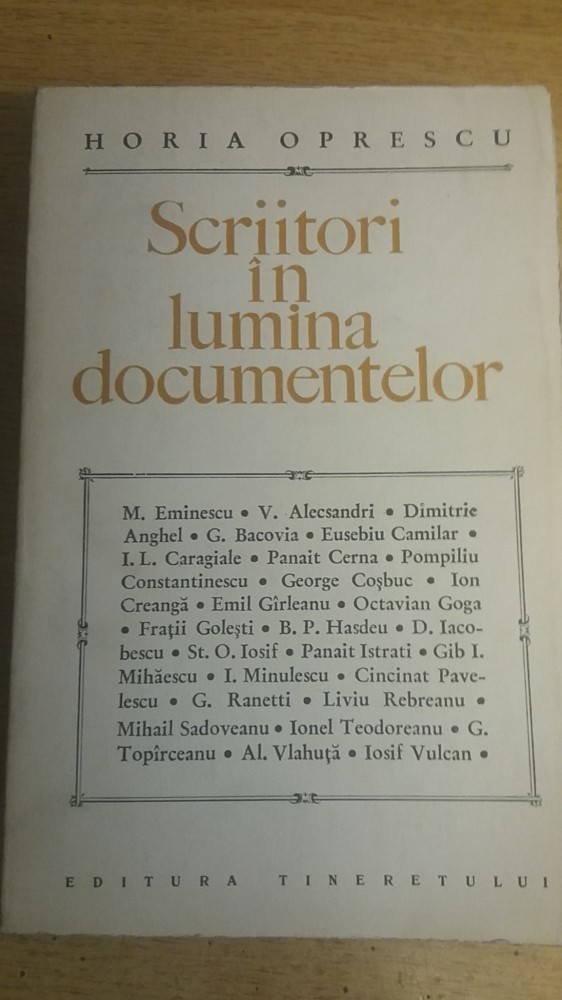 HORIA OPRESCU
Scriitori
în
lumina
documentelor
M. Eminescu • V. Alecsandri • Dimitrie
Anghel • G. Bacovia • Eusebiu Camilar •
I. L. Caragiale • Panait Cerna • Pompiliu
Constantinescu • George Coşbuc • Ion
Creangă • Emil Gîrleanu • Octavian Goga
• Fraţii Goleşti • B. P. Hasdeu • D. Iaco-
bescu • St. O. Iosif • Panait Istrati • Gib I.
Mihăescu • I. Minulescu • Cincinat Pave-
lescu • G. Ranetti • Liviu Rebreanu •
Mihail Sadoveanu • Ionel Teodoreanu • G.
Topîrceanu • Al. Vlahuţă • Iosif Vulcan •
EDITURA TINERETULUI